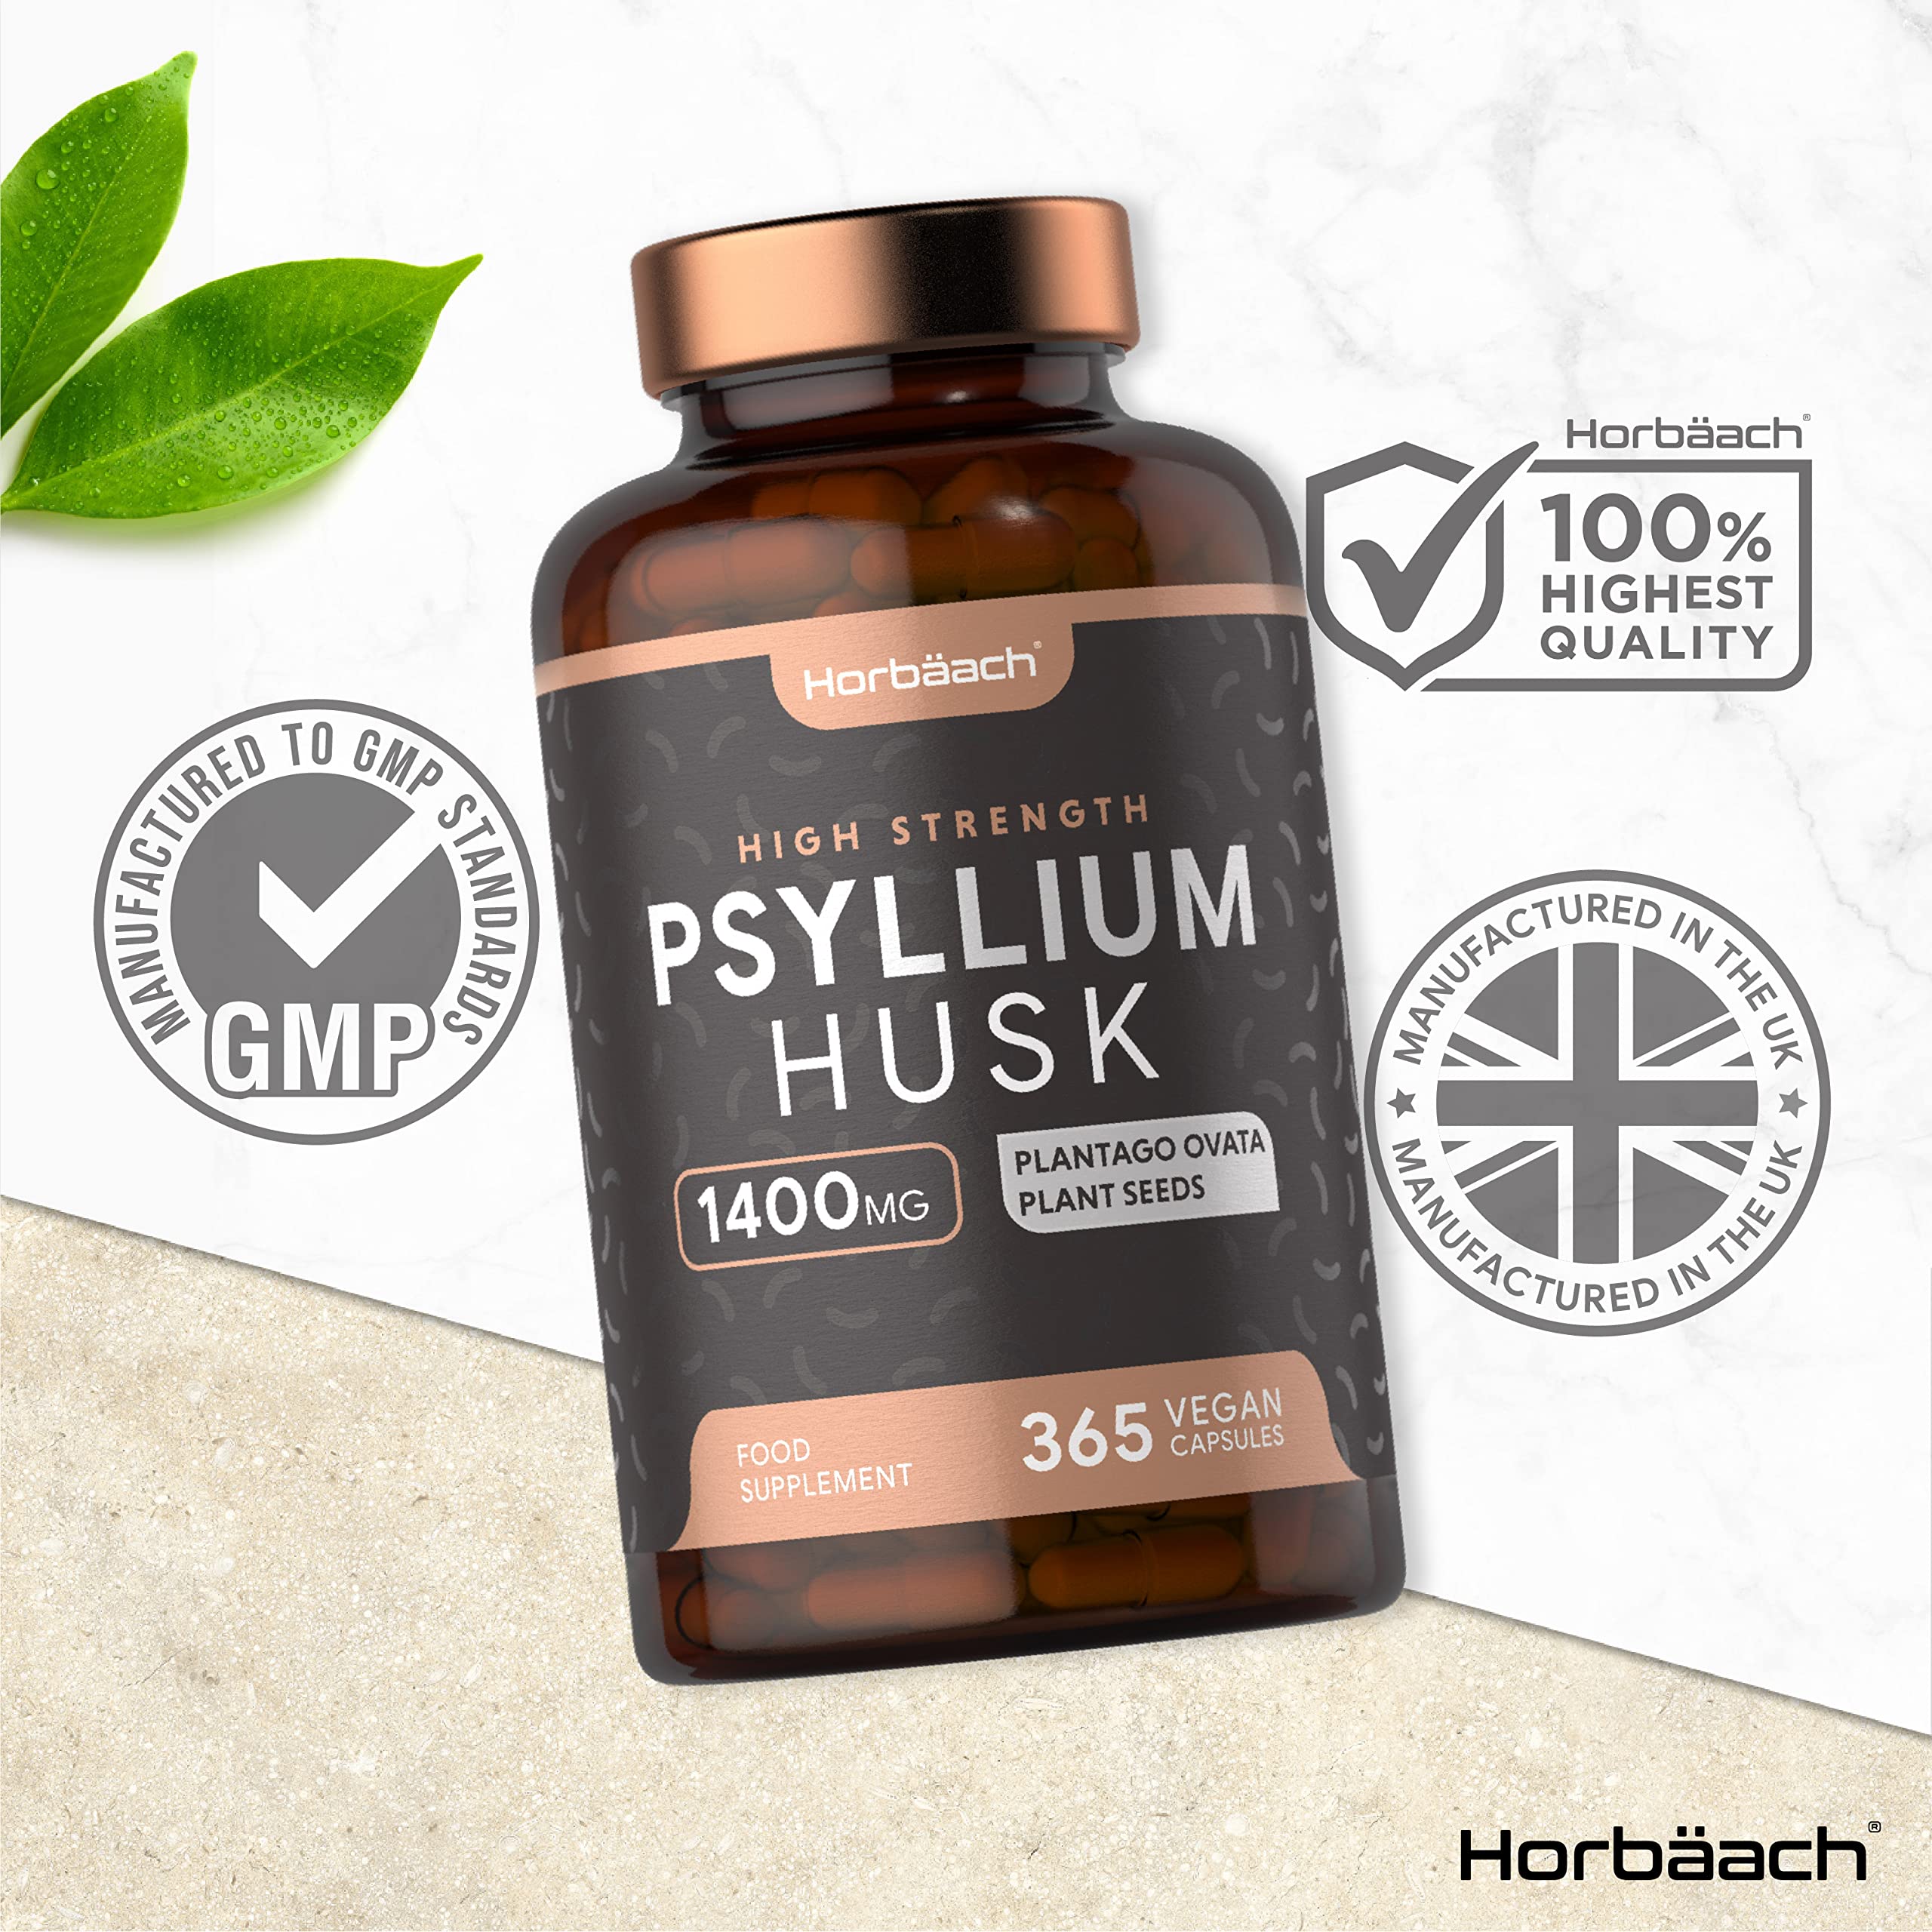 Horbäach®
100%
HIGHEST
QUALITY
Horbäach®
MANUFACTURED TO GMP STANDARDS
GMP
HIGH STRENGTH
PSYLLIUM
HUSK
1400MG
PLANTAGO OVATA
PLANT SEEDS
MANUFACTURED IN THE UK
MANUFACTURED IN THE UK
FOOD
SUPPLEMENT
365 VEGAN
CAPSULES
Horbäach®